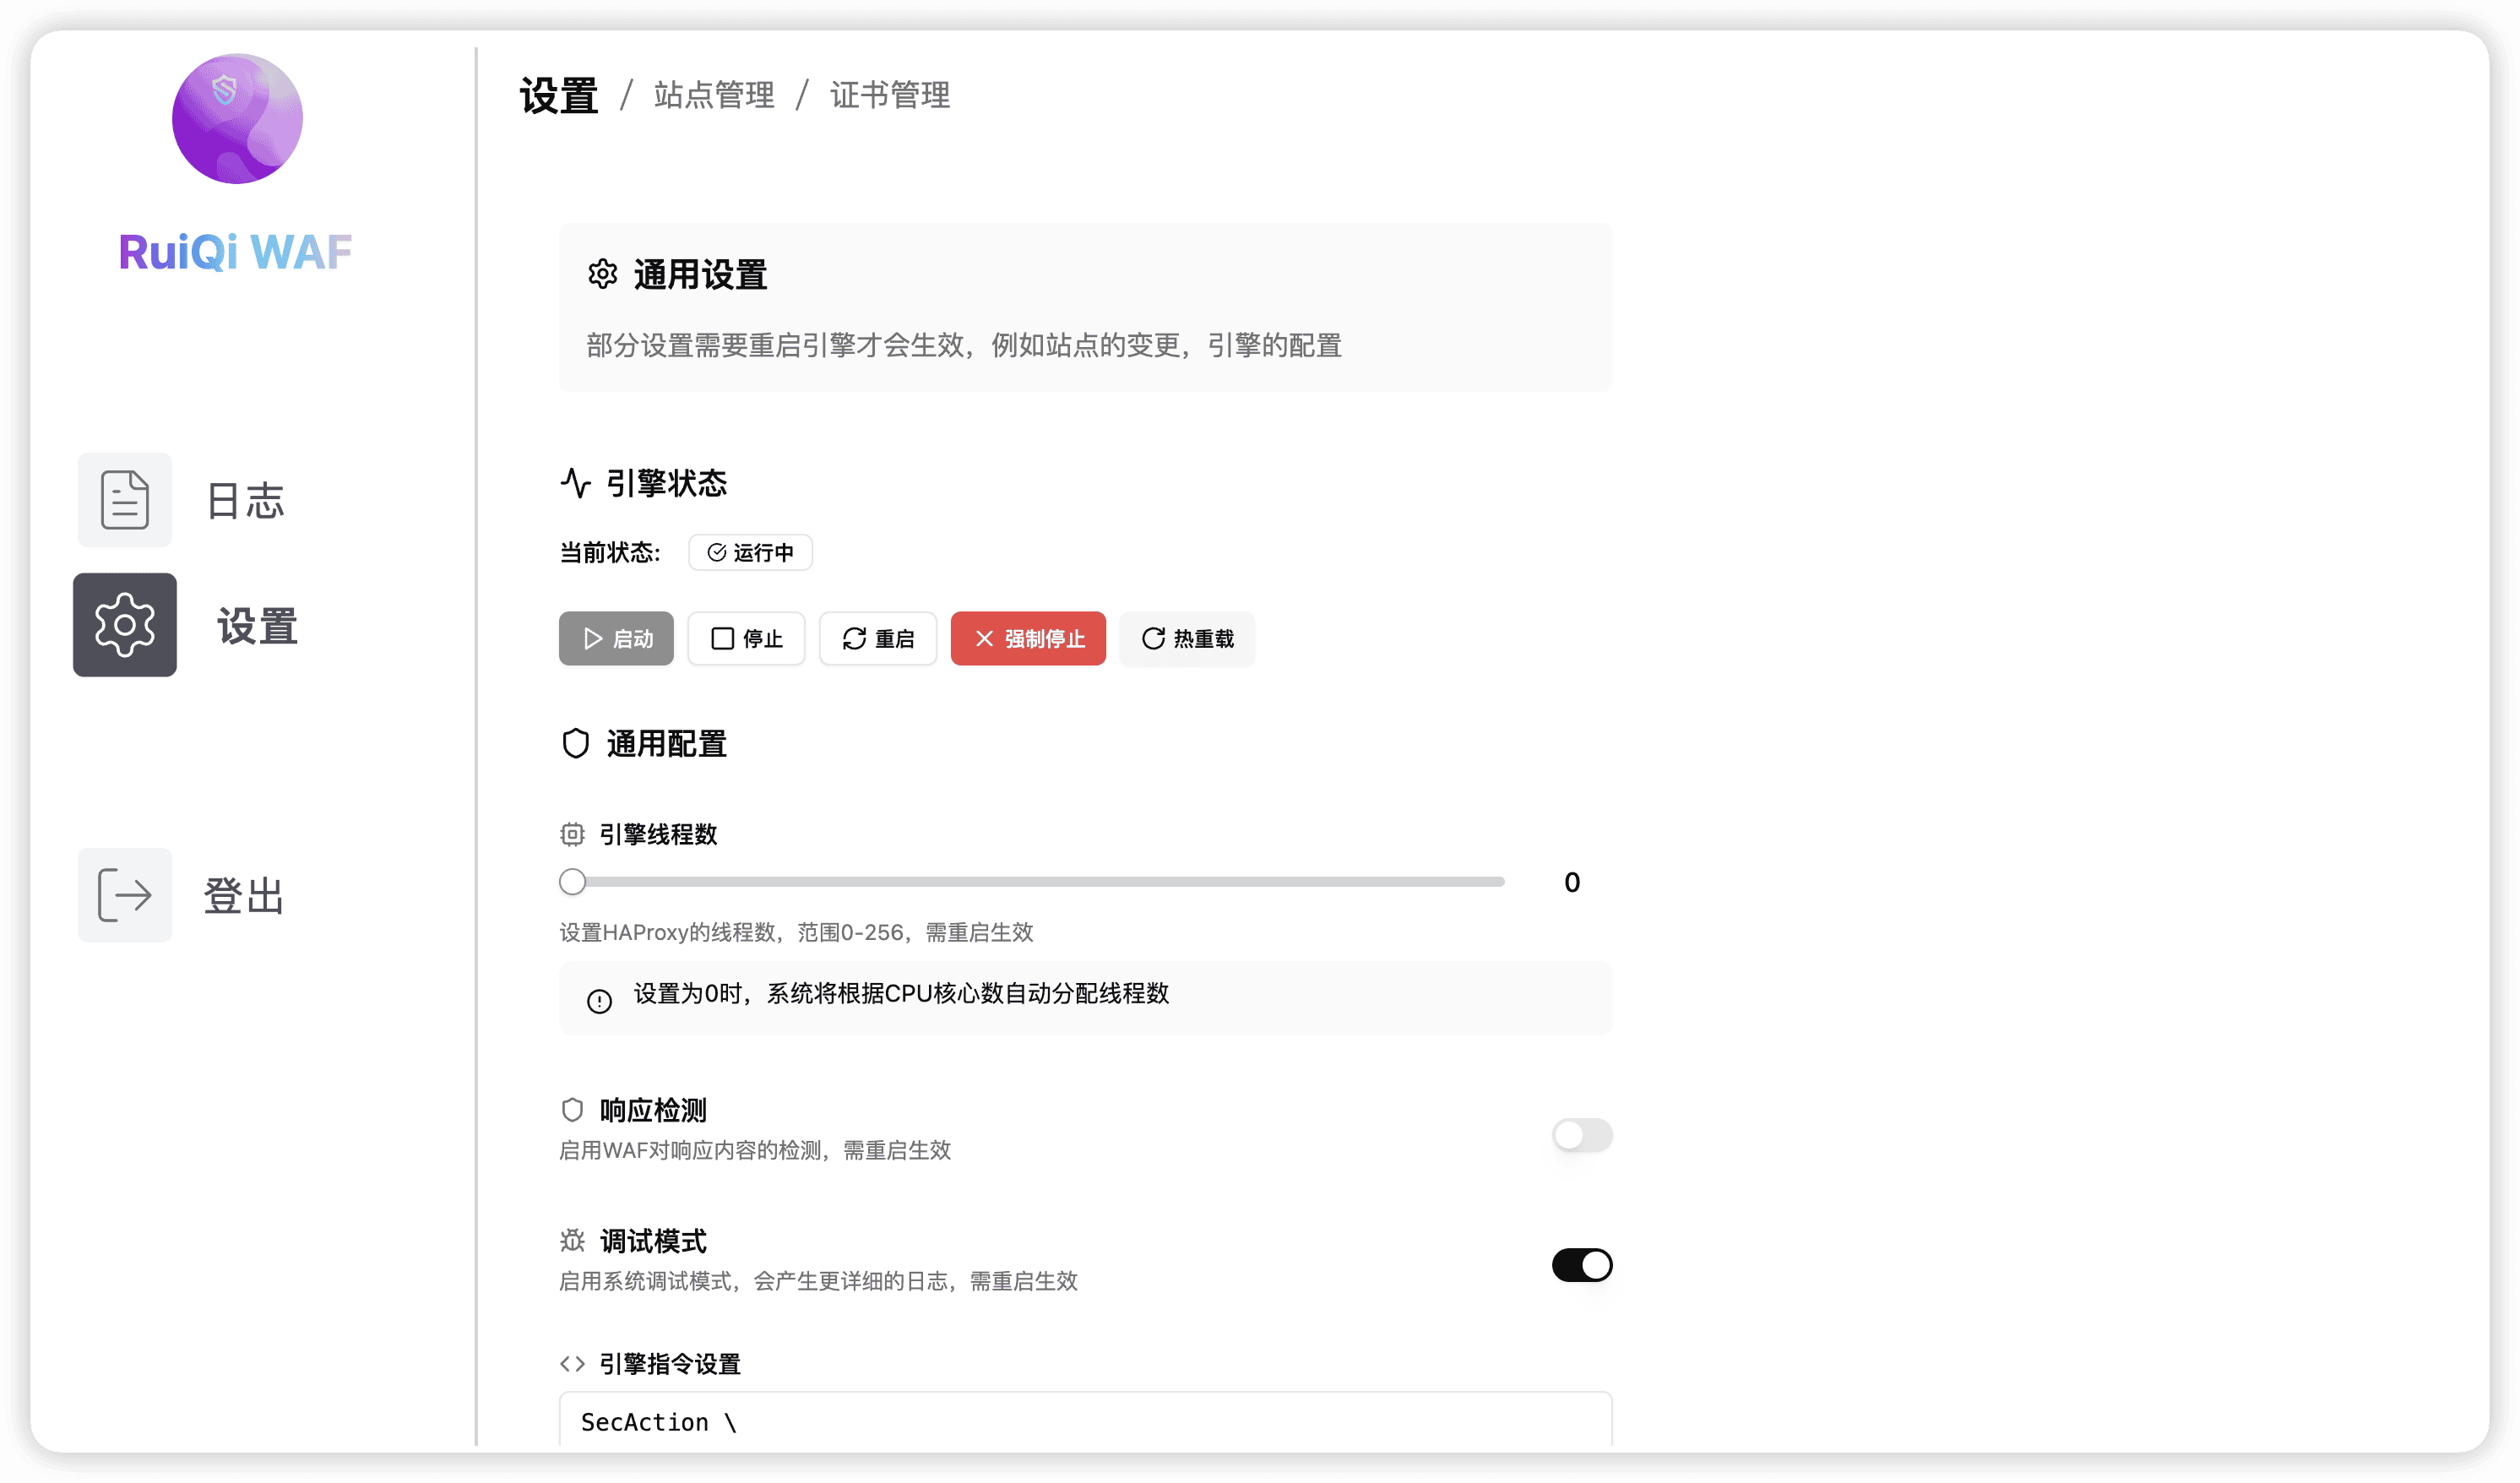 RuiQi WAF
日志
设置
登出
设置 / 站点管理 / 证书管理
通用设置
部分设置需要重启引擎才会生效，例如站点的变更，引擎的配置
引擎状态
当前状态: 运行中
启动 停止 重启 强制停止 热重载
通用配置
引擎线程数
0
设置HAProxy的线程数，范围0-256，需重启生效
设置为0时，系统将根据CPU核心数自动分配线程数
响应检测
启用WAF对响应内容的检测，需重启生效
调试模式
启用系统调试模式，会产生更详细的日志，需重启生效
引擎指令设置
SecAction \